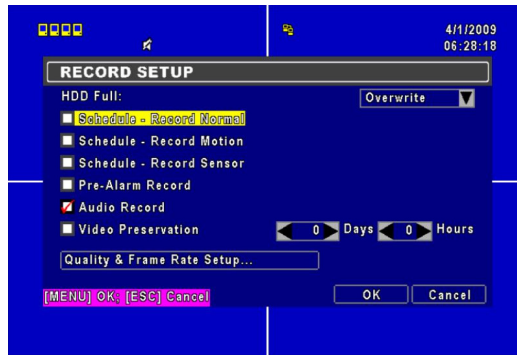 4/1/2009
06:28:18
RECORD SETUP
HDD Full: Overwrite
Schedule - Record Normal
Schedule - Record Motion
Schedule - Record Sensor
Pre-Alarm Record
Audio Record
Video Preservation 0 Days 0 Hours
Quality & Frame Rate Setup...
[MENU] OK; [ESC] Cancel OK Cancel